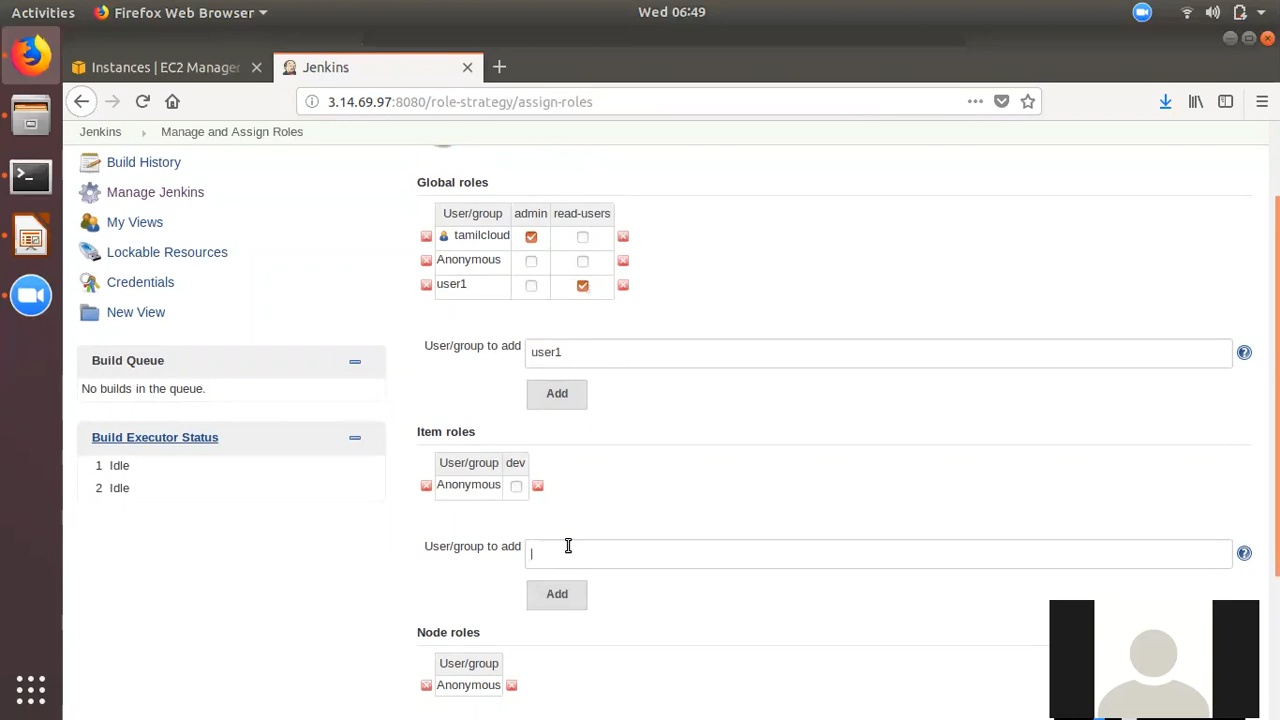 Activities Firefox Web Browser Wed 06:49
Instances | EC2 Manager Jenkins
3.14.69.97:8080/role-strategy/assign-roles
Jenkins Manage and Assign Roles
Build History
Manage Jenkins
My Views
Lockable Resources
Credentials
New View
Build Queue
No builds in the queue.
Build Executor Status
1 Idle
2 Idle
Global roles
User/group admin read-users
tamilcloud
Anonymous
user1
User/group to add user1
Add
Item roles
User/group dev
Anonymous
User/group to add
Add
Node roles
User/group
Anonymous